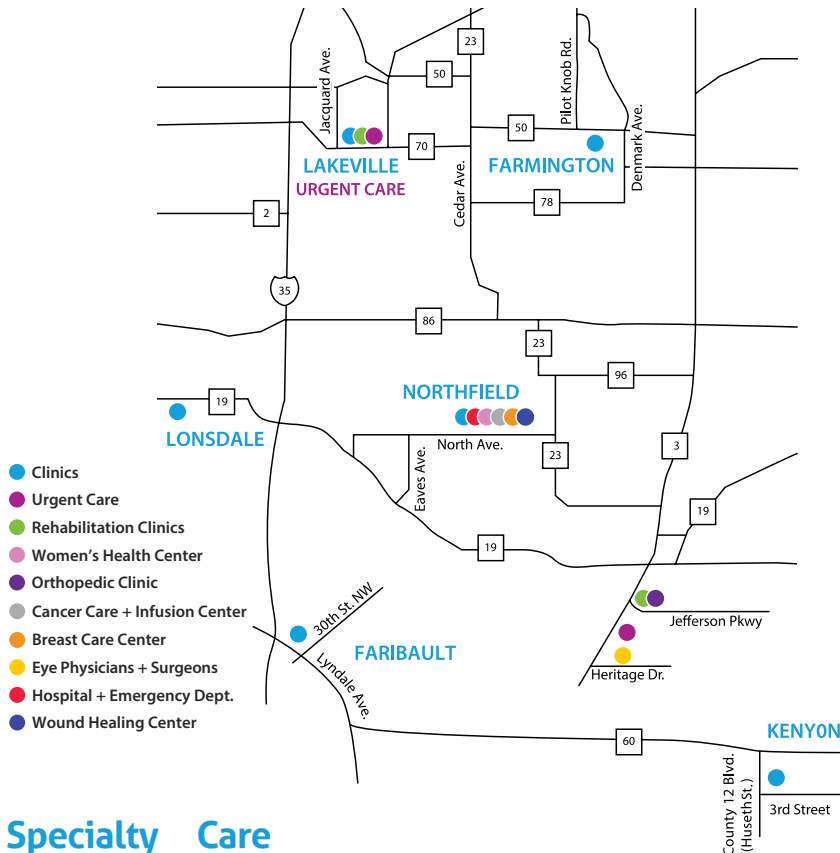 23
Jacquard Ave.
50
Pilot Knob Rd.
50
70
LAKEVILLE
URGENT CARE
FARMINGTON
Denmark Ave.
Cedar Ave.
78
2
35
86
23
96
19
NORTHFIELD
LONSDALE
North Ave.
Eaves Ave.
23
3
19
19
Clinics
Urgent Care
Rehabilitation Clinics
Women's Health Center
Orthopedic Clinic
Cancer Care + Infusion Center
Breast Care Center
Eye Physicians + Surgeons
Hospital + Emergency Dept.
Wound Healing Center
30th St. NW
FARIBAULT
Lyndale Ave.
Jefferson Pkwy
Heritage Dr.
60
KENY0N
County 12 Blvd.
(Huseth St.)
3rd Street
Specialty Care